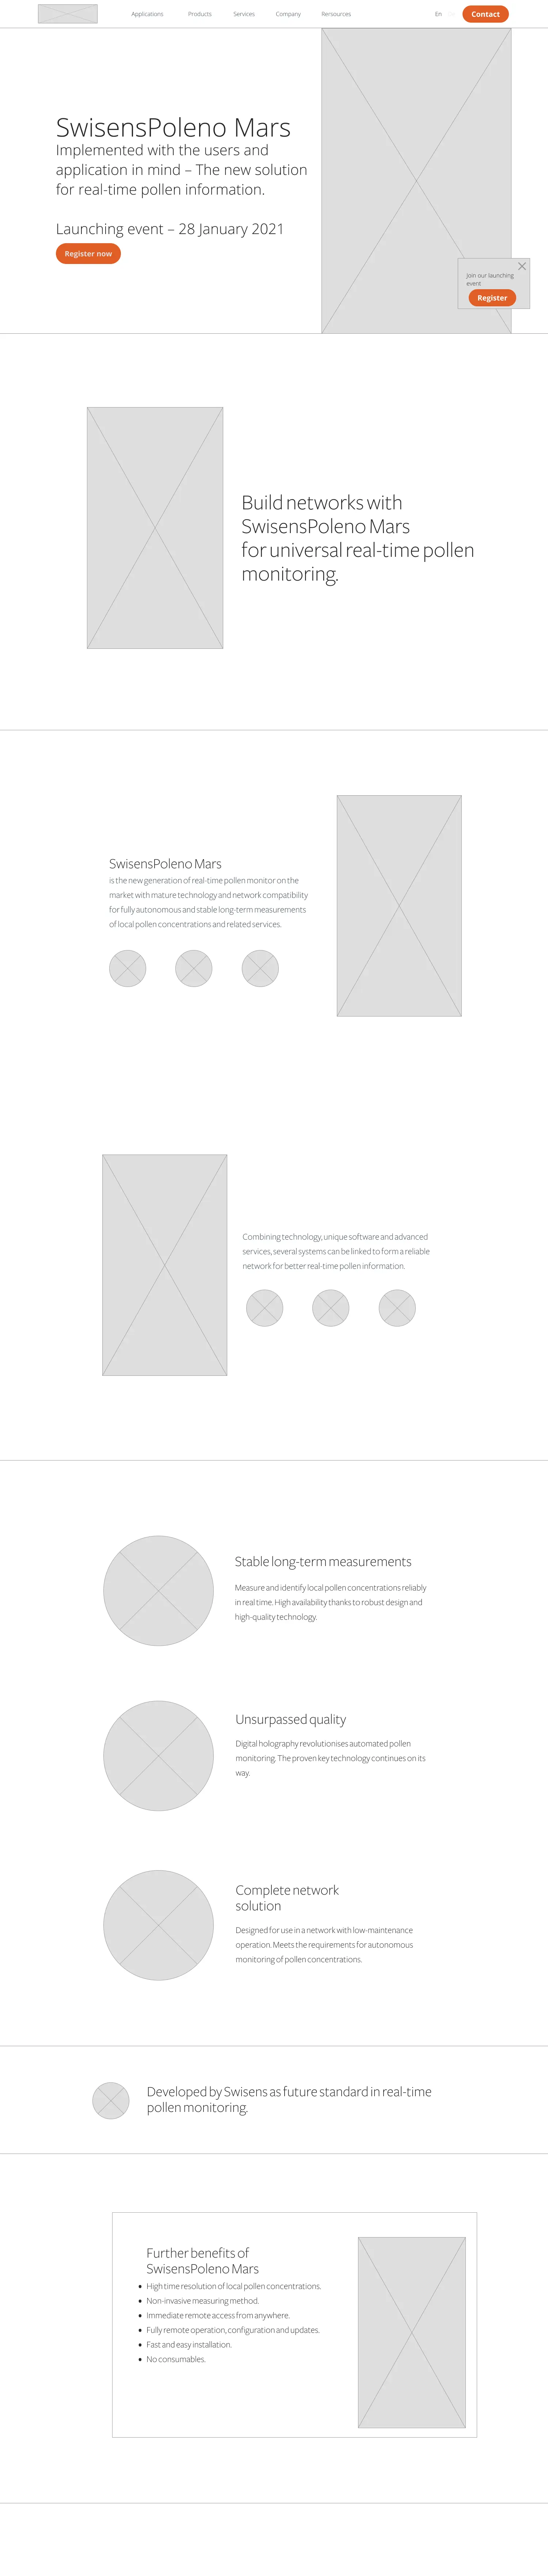 Applications Products Services Company Rersources En Contact
SwisensPoleno Mars
Implemented with the users and
application in mind – The new solution
for real-time pollen information.
Launching event – 28 January 2021
Register now
Join our launching
event
Register
Build networks with
SwisensPoleno Mars
for universal real-time pollen
monitoring.
SwisensPoleno Mars
is the new generation of real-time pollen monitor on the
market with mature technology and network compatibility
for fully autonomous and stable long-term measurements
of local pollen concentrations and related services.
Combining technology, unique software and advanced
services, several systems can be linked to form a reliable
network for better real-time pollen information.
Stable long-term measurements
Measure and identify local pollen concentrations reliably
in real time. High availability thanks to robust design and
high-quality technology.
Unsurpassed quality
Digital holography revolutionises automated pollen
monitoring. The proven key technology continues on its
way.
Complete network
solution
Designed for use in a network with low-maintenance
operation. Meets the requirements for autonomous
monitoring of pollen concentrations.
Developed by Swisens as future standard in real-time
pollen monitoring.
Further benefits of
SwisensPoleno Mars
• High time resolution of local pollen concentrations.
• Non-invasive measuring method.
• Immediate remote access from anywhere.
• Fully remote operation, configuration and updates.
• Fast and easy installation.
• No consumables.